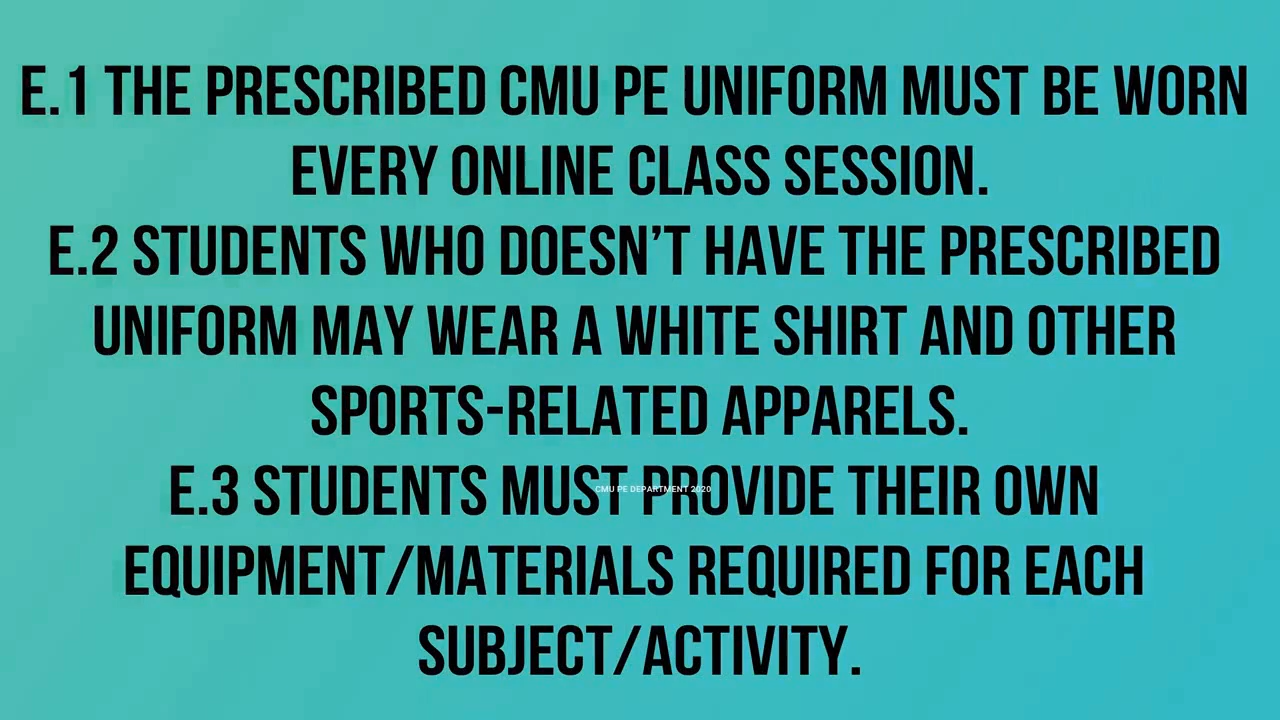 E.1 THE PRESCRIBED CMU PE UNIFORM MUST BE WORN
EVERY ONLINE CLASS SESSION.
E.2 STUDENTS WHO DOESN’T HAVE THE PRESCRIBED
UNIFORM MAY WEAR A WHITE SHIRT AND OTHER
SPORTS-RELATED APPARELS.
E.3 STUDENTS MUST PROVIDE THEIR OWN
CMU PE DEPARTMENT 2020
EQUIPMENT/MATERIALS REQUIRED FOR EACH
SUBJECT/ACTIVITY.